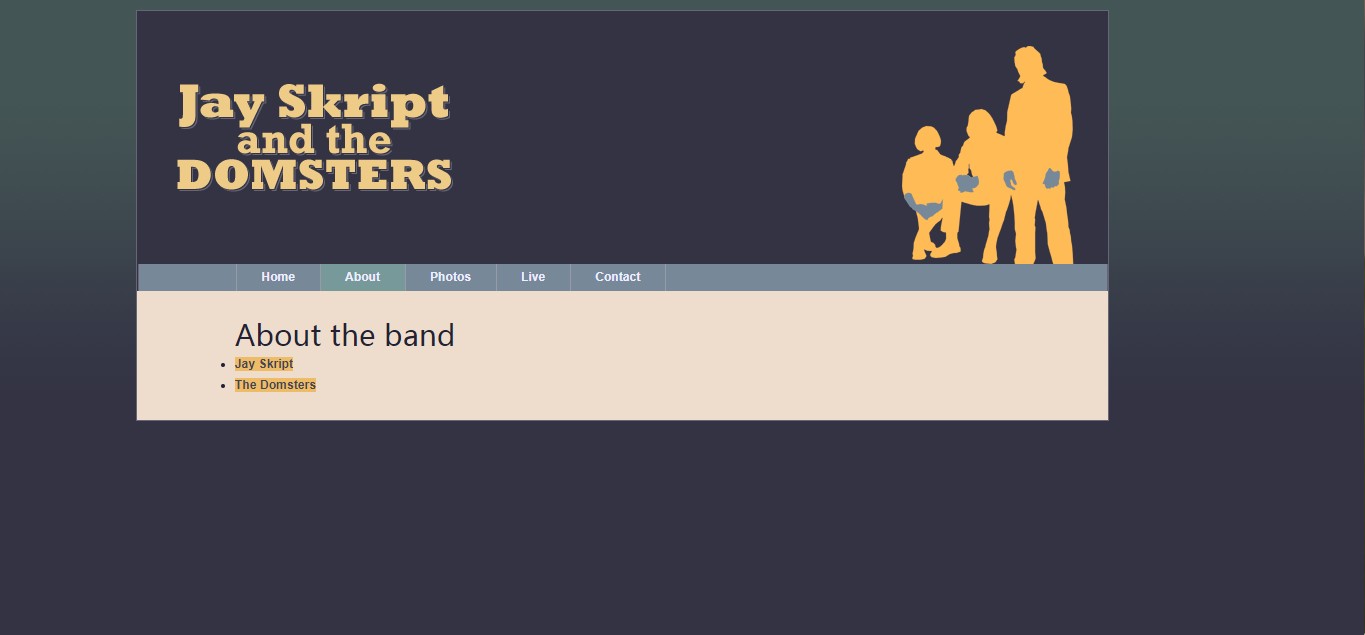 Jay Skript
and the
DOMSTERS
Home About Photos Live Contact
About the band
Jay Skript
The Domsters